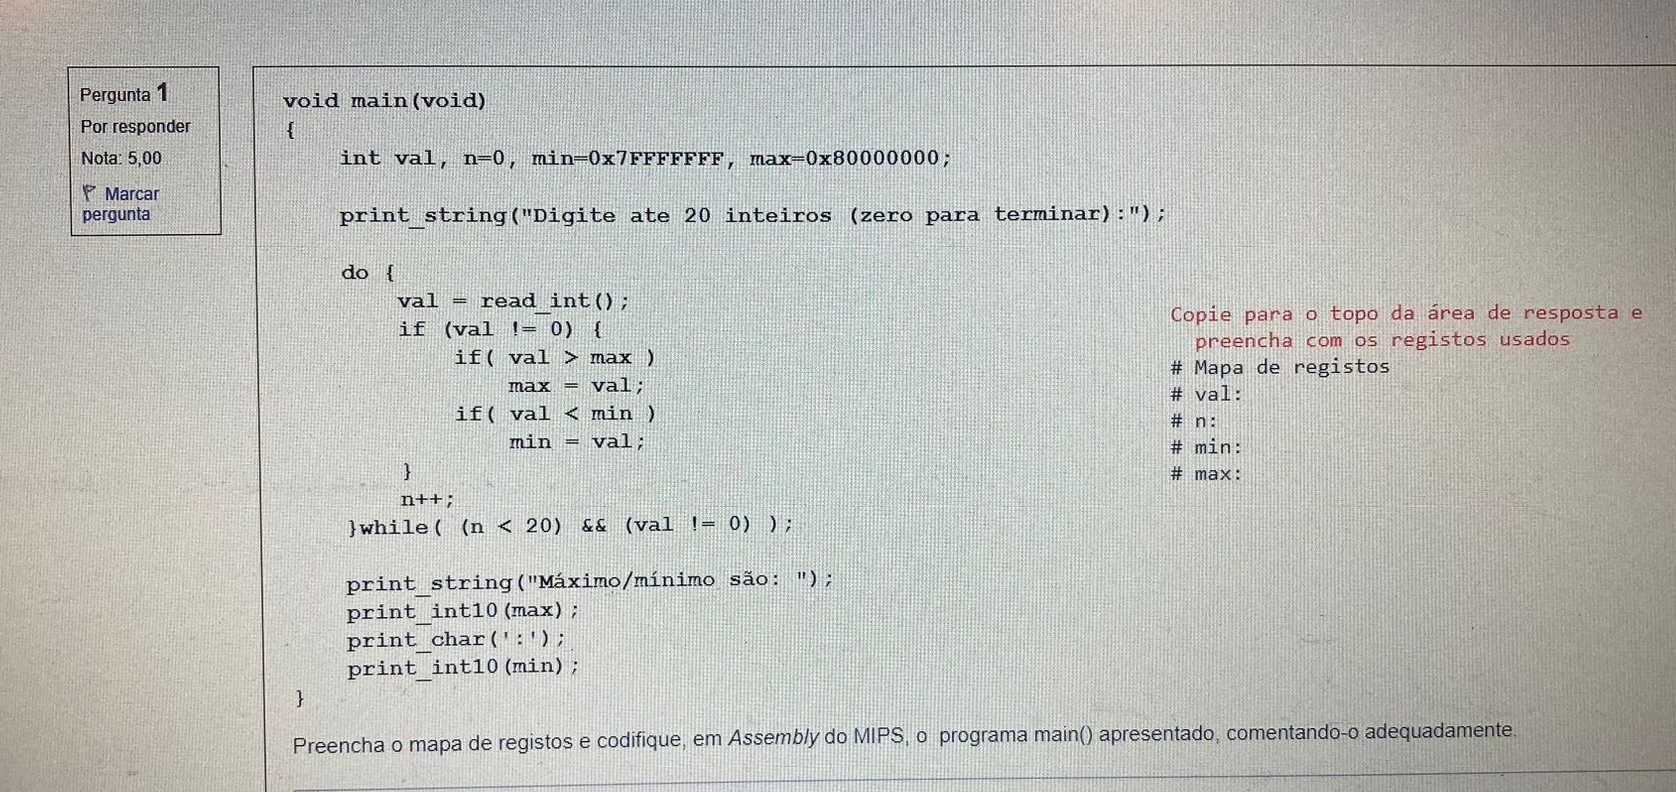 Pergunta 1
Por responder
Nota: 5,00
Marcar
pergunta
void main(void)
{
int val, n=0, min=0x7FFFFFFF, max=0x80000000;
print_string("Digite ate 20 inteiros (zero para terminar):");
do {
val = read_int();
if (val != 0) {
if( val > max )
max = val;
if( val < min )
min = val;
}
n++;
}while( (n < 20) && (val != 0) );
print_string("Máximo/mínimo são: ");
print_int10(max);
print_char(':');
print_int10(min);
}
Copie para o topo da área de resposta e
preencha com os registos usados
# Mapa de registos
# val:
# n:
# min:
# max:
Preencha o mapa de registos e codifique, em Assembly do MIPS, o programa main() apresentado, comentando-o adequadamente.